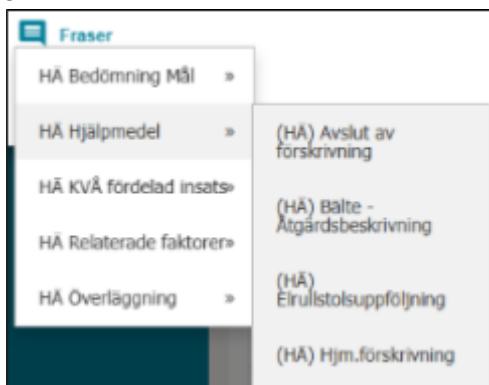 Fraser
HÄ Bedömning Mål »
HÄ Hjälpmedel »
HÄ KVÅ fördelad insats»
HÄ Relaterade faktorer»
HÄ Överläggning »
(HÄ) Avslut av
förskrivning
(HÄ) Bälte -
Åtgärdsbeskrivning
(HÄ)
Elrullstolsuppföljning
(HÄ) Hjm.förskrivning